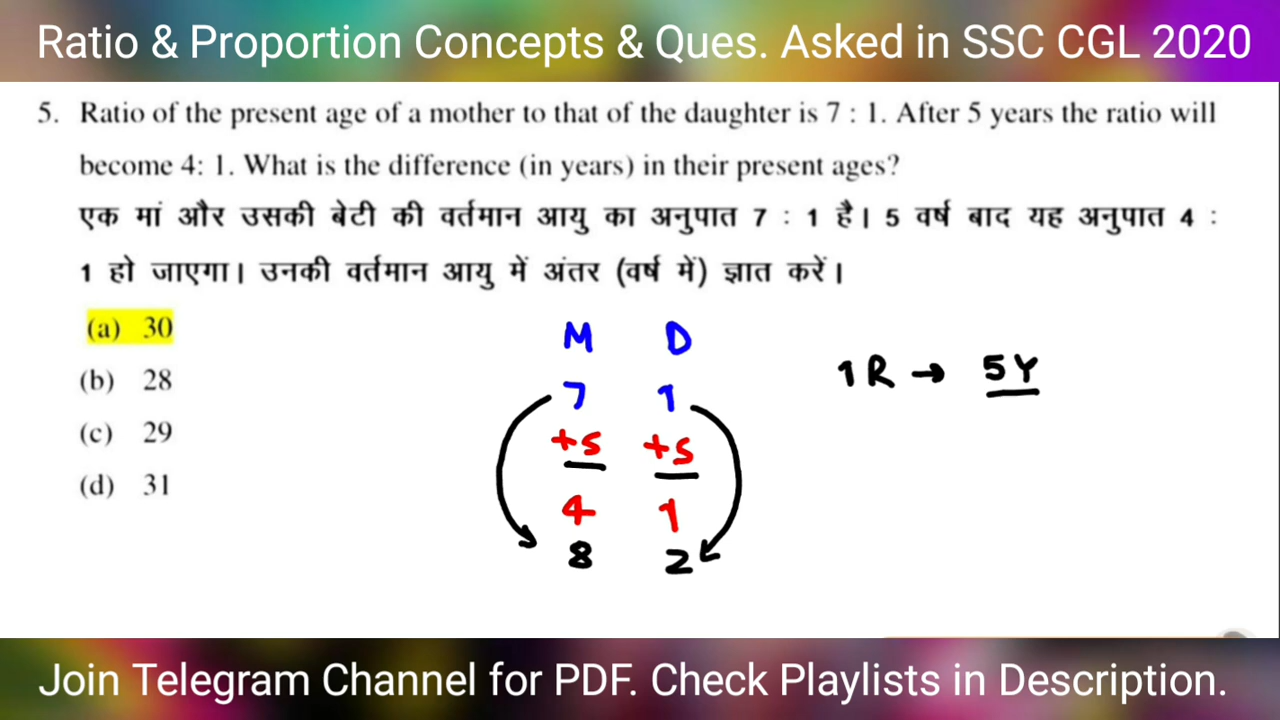 Ratio & Proportion Concepts & Ques. Asked in SSC CGL 2020
5. Ratio of the present age of a mother to that of the daughter is 7 : 1. After 5 years the ratio will
become 4: 1. What is the difference (in years) in their present ages?
एक मां और उसकी बेटी की वर्तमान आयु का अनुपात 7 : 1 है। 5 वर्ष बाद यह अनुपात 4 :
1 हो जाएगा। उनकी वर्तमान आयु में अंतर (वर्ष में) ज्ञात करें।
(a) 30
(b) 28
(c) 29
(d) 31
M D
7 1
+5 +5
4 1
8 2
1R → 5Y
Join Telegram Channel for PDF. Check Playlists in Description.